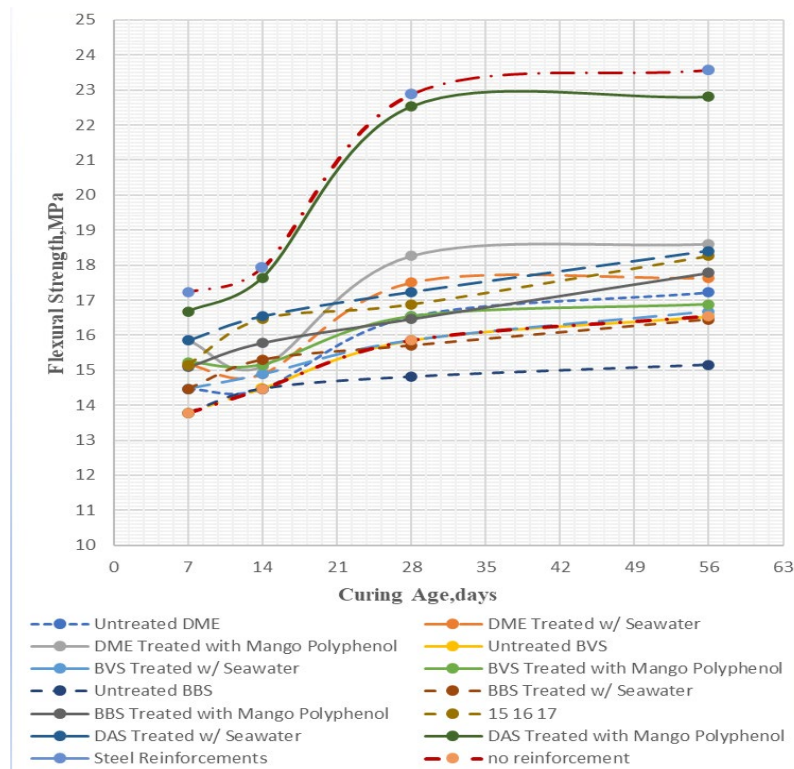 25
24
23
22
21
20
19
18
17
16
15
14
13
12
11
10
Flexural Strength,MPa
0 7 14 21 28 35 42 49 56 63
Curing Age,days
Untreated DME DME Treated w/ Seawater
DME Treated with Mango Polyphenol Untreated BVS
BVS Treated w/ Seawater BVS Treated with Mango Polyphenol
Untreated BBS BBS Treated w/ Seawater
BBS Treated with Mango Polyphenol 15 16 17
DAS Treated w/ Seawater DAS Treated with Mango Polyphenol
Steel Reinforcements no reinforcement